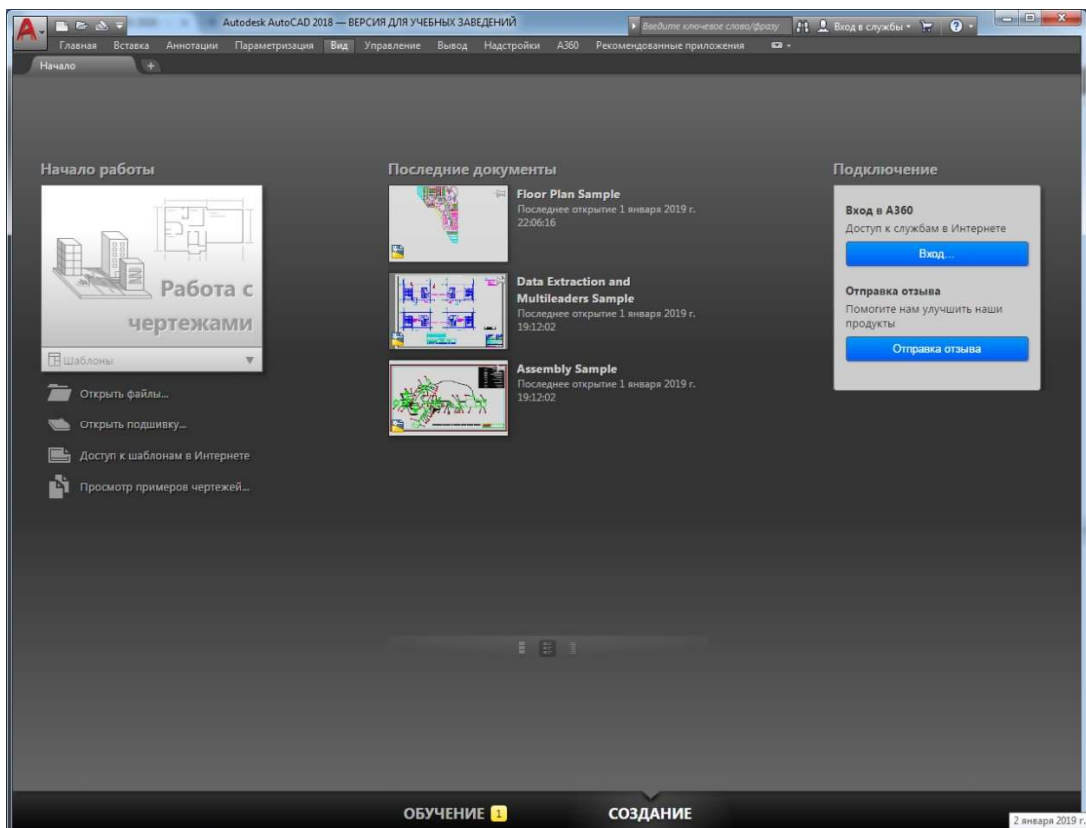 Autodesk AutoCAD 2018 — ВЕРСИЯ ДЛЯ УЧЕБНЫХ ЗАВЕДЕНИЙ
Введите ключевое слово/фразу
Вход в службы
Главная Вставка Аннотации Параметризация Вид Управление Вывод Надстройки A360 Рекомендованные приложения
Начало
Начало работы
Работа с
чертежами
Шаблоны
Открыть файлы...
Открыть подшивку...
Доступ к шаблонам в Интернете
Просмотр примеров чертежей...
Последние документы
Floor Plan Sample
Последнее открытие 1 января 2019 г.
22:06:16
Data Extraction and
Multileaders Sample
Последнее открытие 1 января 2019 г.
19:12:02
Assembly Sample
Последнее открытие 1 января 2019 г.
19:12:02
Подключение
Вход в A360
Доступ к службам в Интернете
Вход...
Отправка отзыва
Помогите нам улучшить наши
продукты
Отправка отзыва
ОБУЧЕНИЕ 1
СОЗДАНИЕ
2 января 2019 г.